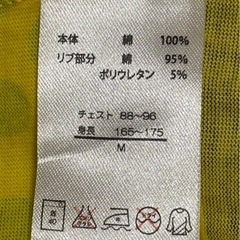 本体 綿 100%
リブ部分 綿 95%
ポリウレタン 5%
チェスト 88~96
身長 165~175
M
40